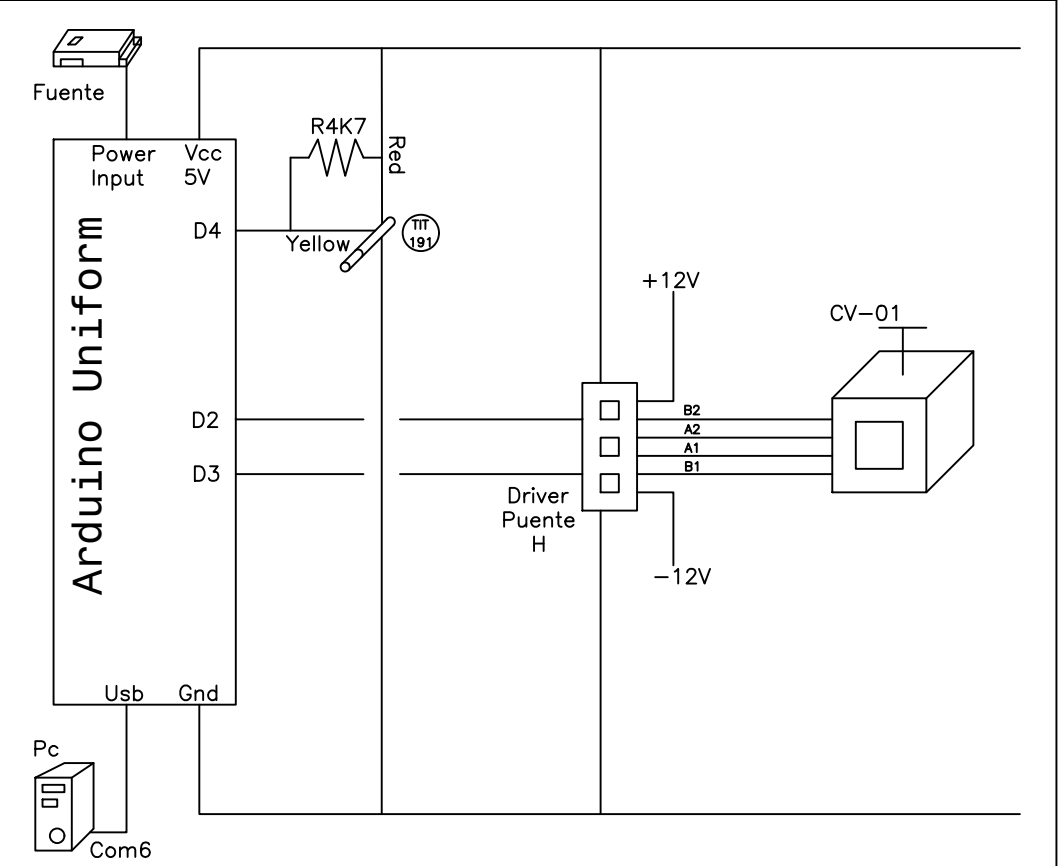 Fuente
Power
Input
Vcc
5V
R4K7
Red
D4
Yellow
TIT
191
Arduino Uniform
+12V
CV-01
D2
B2
A2
A1
B1
D3
Driver
Puente
H
-12V
Usb
Gnd
Pc
Com6